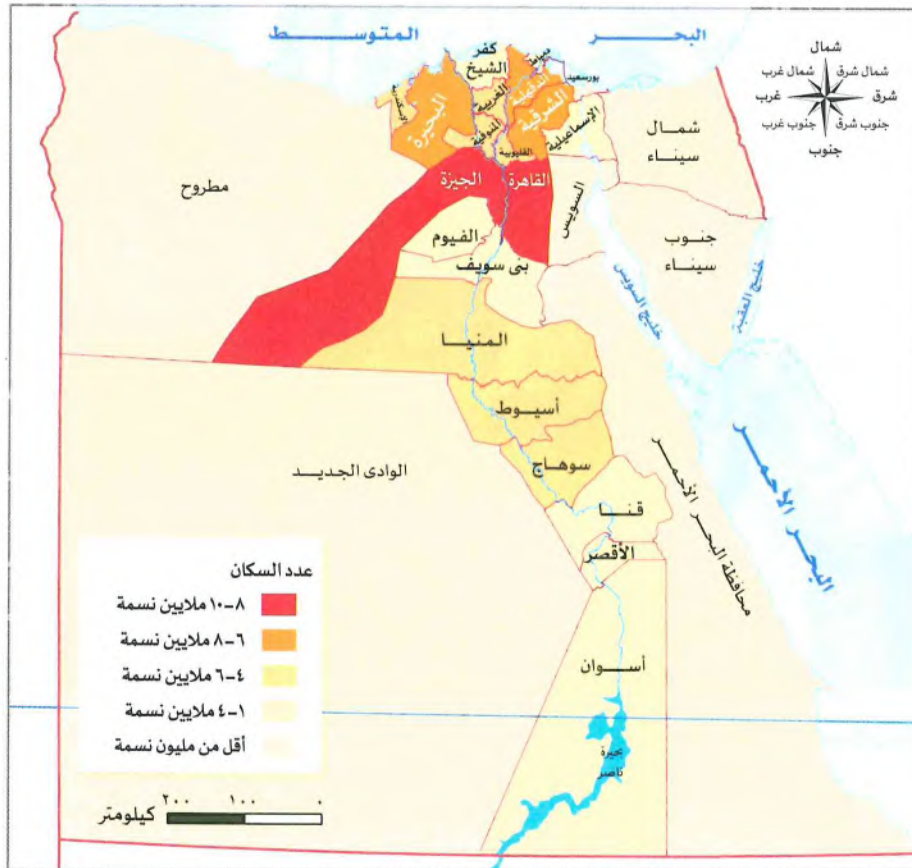 البحر المتوسط
شمال
شمال شرق
شمال غرب
شرق
غرب
جنوب شرق
جنوب غرب
جنوب
كفر
الشيخ
دمياط
بورسعيد
الإسكندرية
البحيرة
الغربية
الدقهلية
الشرقية
المنوفية
القليوبية
الإسماعيلية
شمال
سيناء
مطروح
الجيزة
القاهرة
السويس
جنوب
سيناء
خليج السويس
خليج العقبة
الفيوم
بنى سويف
المنيا
أسيوط
سوهاج
الوادى الجديد
قنا
الأقصر
محافظة البحر الأحمر
البحر الأحمر
أسوان
بحيرة
ناصر
عدد السكان
٨-١٠ ملايين نسمة
٦-٨ ملايين نسمة
٤-٦ ملايين نسمة
١-٤ ملايين نسمة
أقل من مليون نسمة
٢٠٠ ١٠٠ ٠
كيلومتر